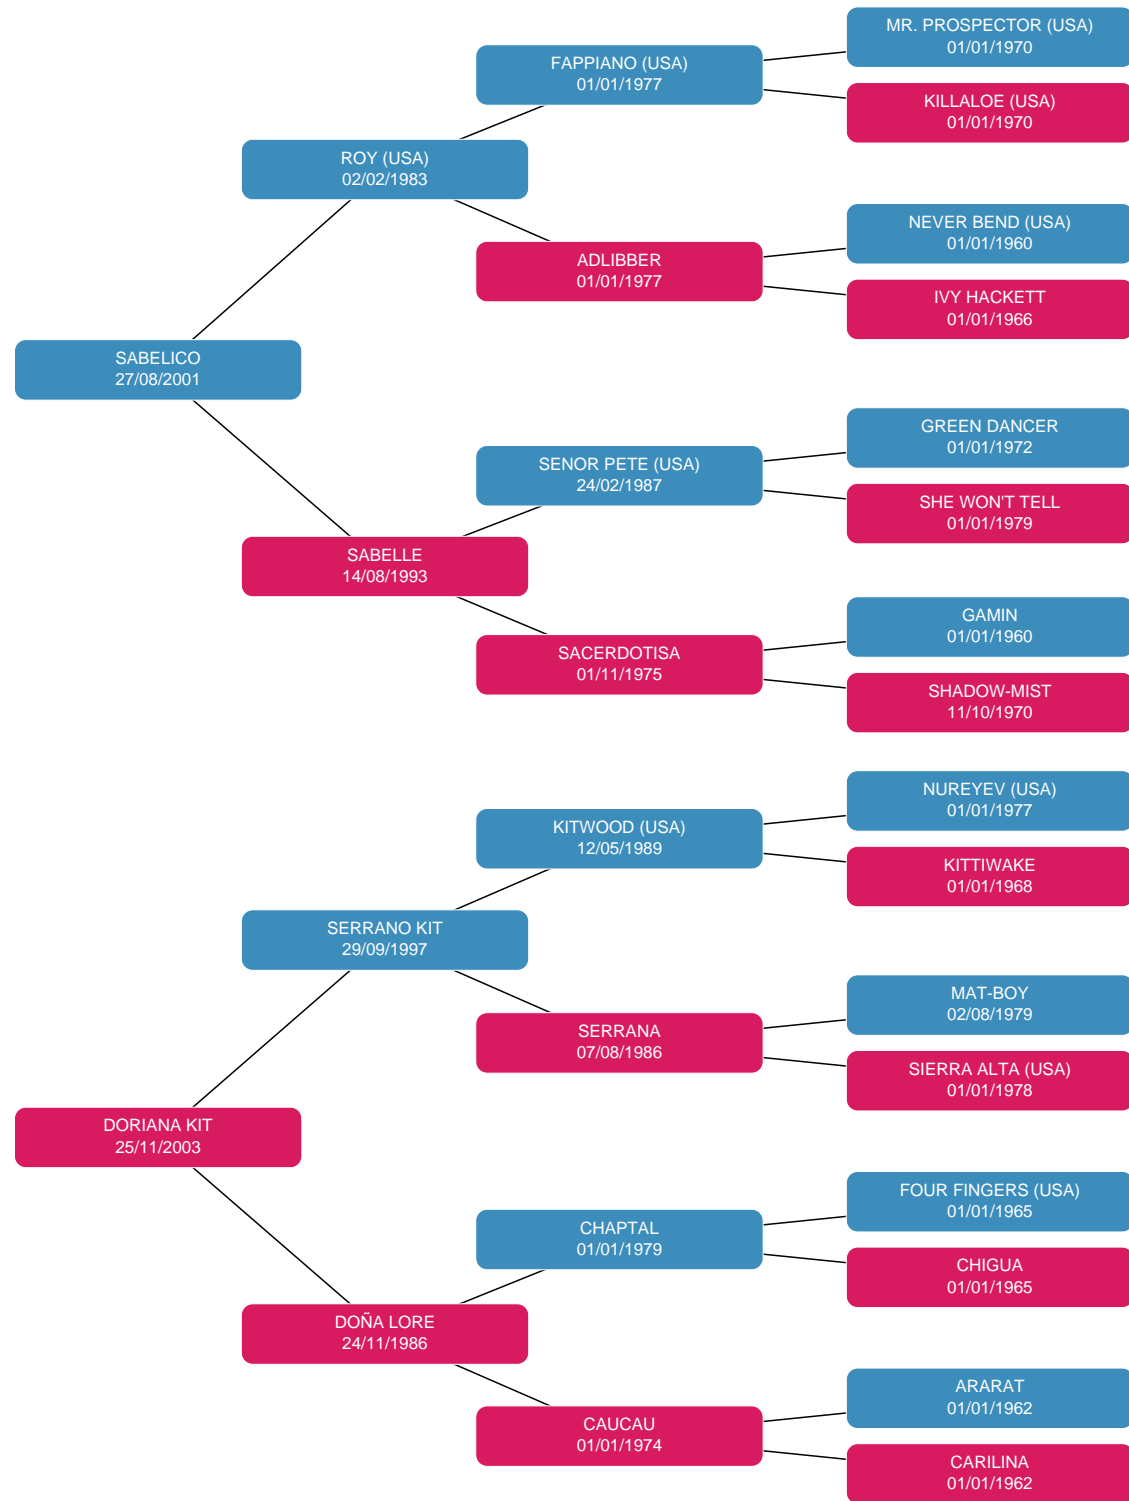 MR. PROSPECTOR (USA)
01/01/1970
FAPPIANO (USA)
01/01/1977
KILLALOE (USA)
01/01/1970
ROY (USA)
02/02/1983
NEVER BEND (USA)
01/01/1960
ADLIBBER
01/01/1977
IVY HACKETT
01/01/1966
SABELICO
27/08/2001
GREEN DANCER
01/01/1972
SENOR PETE (USA)
24/02/1987
SHE WON'T TELL
01/01/1979
SABELLE
14/08/1993
GAMIN
01/01/1960
SACERDOTISA
01/11/1975
SHADOW-MIST
11/10/1970
NUREYEV (USA)
01/01/1977
KITWOOD (USA)
12/05/1989
KITTIWAKE
01/01/1968
SERRANO KIT
29/09/1997
MAT-BOY
02/08/1979
SERRANA
07/08/1986
SIERRA ALTA (USA)
01/01/1978
DORIANA KIT
25/11/2003
FOUR FINGERS (USA)
01/01/1965
CHAPTAL
01/01/1979
CHIGUA
01/01/1965
DOÑA LORE
24/11/1986
ARARAT
01/01/1962
CAUCAU
01/01/1974
CARILINA
01/01/1962